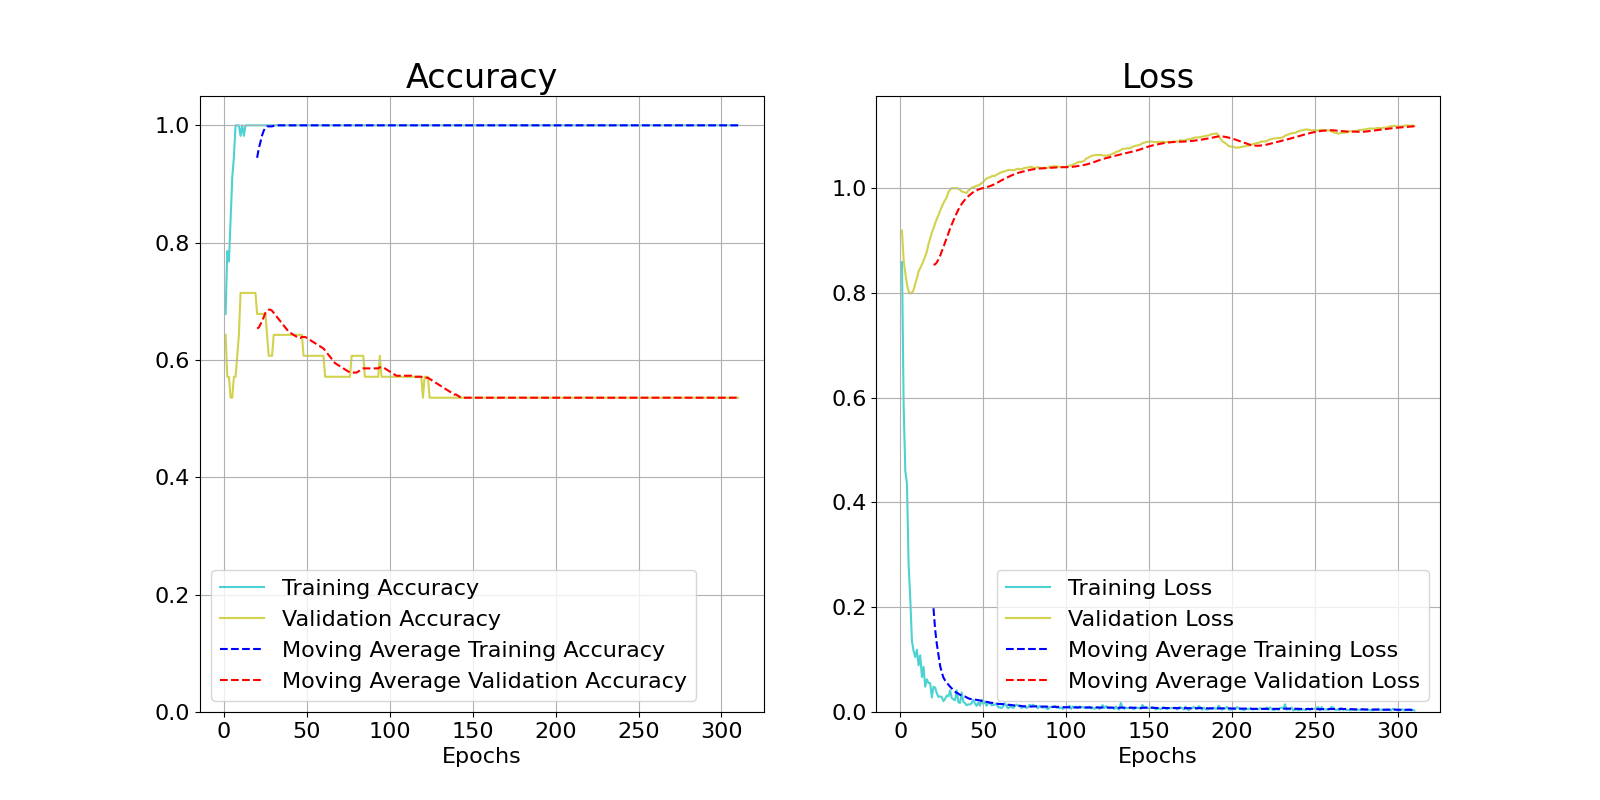 Accuracy
1.0
0.8
0.6
0.4
0.2
0.0
0 50 100 150 200 250 300
Epochs
Training Accuracy
Validation Accuracy
Moving Average Training Accuracy
Moving Average Validation Accuracy
Loss
1.0
0.8
0.6
0.4
0.2
0.0
0 50 100 150 200 250 300
Epochs
Training Loss
Validation Loss
Moving Average Training Loss
Moving Average Validation Loss